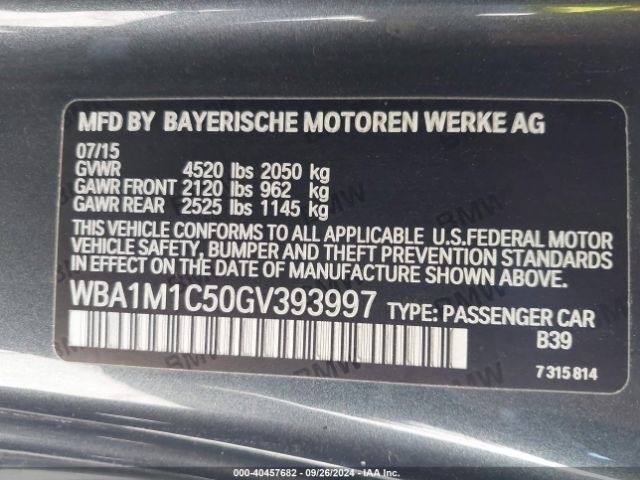 MFD BY BAYERISCHE MOTOREN WERKE AG
07/15
GVWR 4520 lbs 2050 kg
GAWR FRONT 2120 lbs 962 kg
GAWR REAR 2525 lbs 1145 kg
THIS VEHICLE CONFORMS TO ALL APPLICABLE U.S.FEDERAL MOTOR
VEHICLE SAFETY, BUMPER AND THEFT PREVENTION STANDARDS
IN EFFECT ON THE DATE OF MANUFACTURE SHOWN ABOVE.
WBA1M1C50GV393997 TYPE: PASSENGER CAR
B39
7 315 814
000-40457682 - 09/26/2024 - IAA Inc.